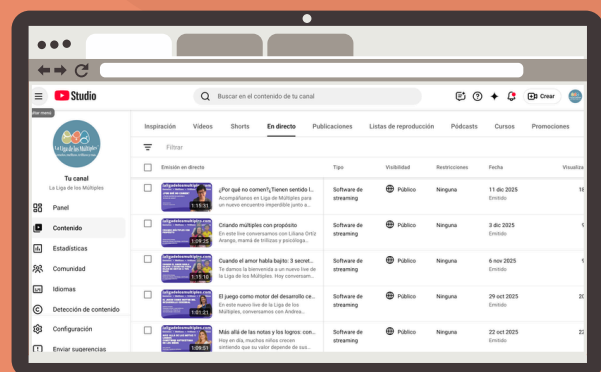 Studio
Buscar en el contenido de tu canal
Crear
La Liga de los Múltiples
Tu canal
La Liga de los Múltiples
Panel
Contenido
Estadísticas
Comunidad
Idiomas
Detección de contenido
Configuración
Enviar sugerencias
Inspiración Vídeos Shorts En directo Publicaciones Listas de reproducción Pódcasts Cursos Promociones
Filtrar
Emisión en directo Tipo Visibilidad Restricciones Fecha Visualiza
¿Por qué no comen?¿Tienen sentido l... Software de streaming Público Ninguna 11 dic 2025
Acompáñanos en Liga de Múltiples para Emitido
un nuevo encuentro imperdible junto a...
1:15:31
Criando múltiples con propósito Software de streaming Público Ninguna 3 dic 2025
En este live conversamos con Liliana Ortiz Emitido
Arango, mamá de trillizas y psicóloga...
1:09:25
Cuando el amor habla bajito: 3 secret... Software de streaming Público Ninguna 6 nov 2025
Te damos la bienvenida a un nuevo live de Emitido
la Liga de los Múltiples. Hoy conversam...
1:15:10
El juego como motor del desarrollo ce... Software de streaming Público Ninguna 29 oct 2025
En este nuevo live de la Liga de los Emitido
Múltiples, conversamos con Andrea...
1:01:21
Más allá de las notas y los logros: con... Software de streaming Público Ninguna 22 oct 2025
Hoy en día, muchos niños crecen Emitido
sintiendo que su valor depende de sus...
1:09:51